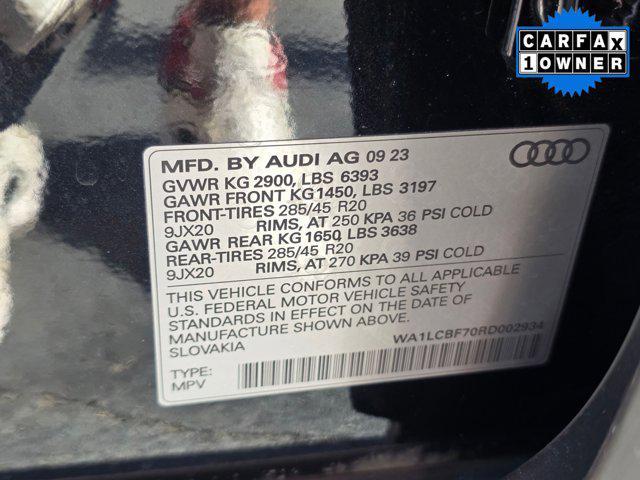 CARFAX
1 OWNER
MFD. BY AUDI AG 09 23
GVWR KG 2900, LBS 6393
GAWR FRONT KG1450, LBS 3197
FRONT-TIRES 285/45 R20
9JX20 RIMS, AT 250 KPA 36 PSI COLD
GAWR REAR KG 1650, LBS 3638
REAR-TIRES 285/45 R20
9JX20 RIMS, AT 270 KPA 39 PSI COLD
THIS VEHICLE CONFORMS TO ALL APPLICABLE
U.S. FEDERAL MOTOR VEHICLE SAFETY
STANDARDS IN EFFECT ON THE DATE OF
MANUFACTURE SHOWN ABOVE.
SLOVAKIA
WA1LCBF70RD002934
TYPE:
MPV